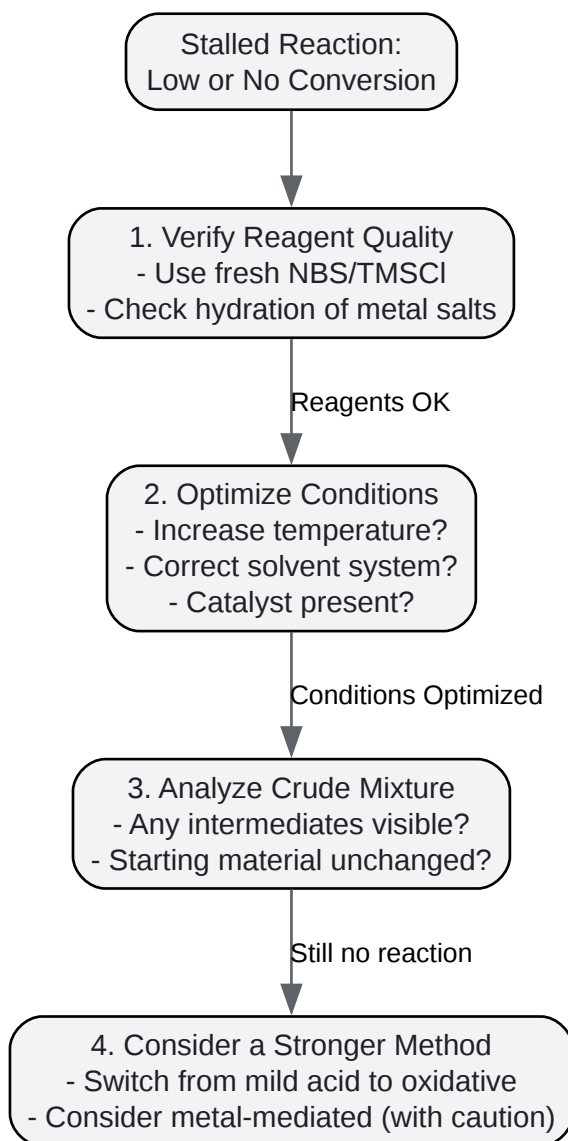 Stalled Reaction:
Low or No Conversion
1. Verify Reagent Quality
- Use fresh NBS/TMSCl
- Check hydration of metal salts
Reagents OK
2. Optimize Conditions
- Increase temperature?
- Correct solvent system?
- Catalyst present?
Conditions Optimized
3. Analyze Crude Mixture
- Any intermediates visible?
- Starting material unchanged?
Still no reaction
4. Consider a Stronger Method
- Switch from mild acid to oxidative
- Consider metal-mediated (with caution)